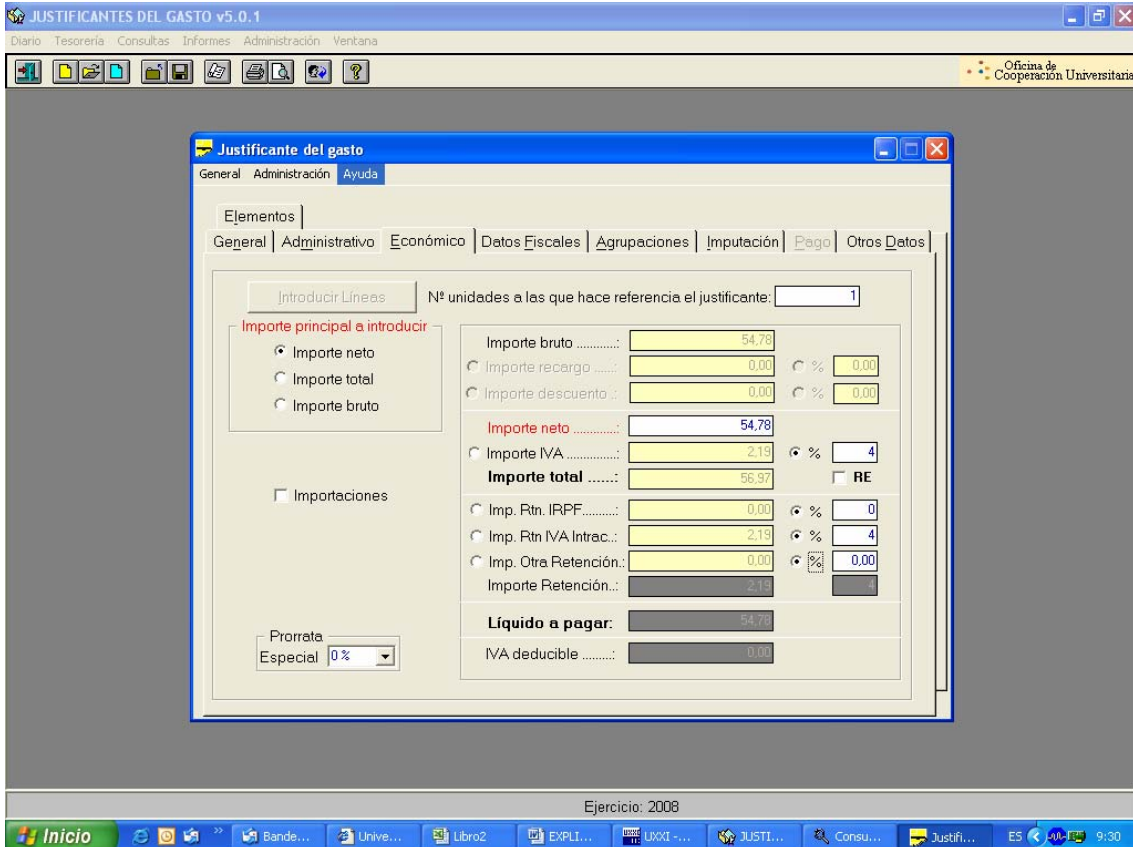 JUSTIFICANTES DEL GASTO v5.0.1
Diario Tesorería Consultas Informes Administración Ventana
Oficina de
Cooperación Universitaria
Justificante del gasto
General Administración Ayuda
Elementos
General Administrativo Económico Datos Fiscales Agrupaciones Imputación Pago Otros Datos
Introducir Líneas Nº unidades a las que hace referencia el justificante: 1
Importe principal a introducir
Importe neto
Importe total
Importe bruto
Importaciones
Prorrata
Especial 0 %
Importe bruto ...........: 54,78
Importe recargo .....: 0,00 % 0,00
Importe descuento .: 0,00 % 0,00
Importe neto ............: 54,78
Importe IVA ..............: 2,19 % 4
Importe total ......: 56,97 RE
Imp. Rtn. IRPF.........: 0,00 % 0
Imp. Rtn IVA Intrac..: 2,19 % 4
Imp. Otra Retención.: 0,00 % 0,00
Importe Retención..: 2,19 4
Líquido a pagar: 54,78
IVA deducible .........: 0,00
Ejercicio: 2008
Inicio » Bande... Unive... Libro2 EXPLI... UXXI -... JUSTI... Consu... Justifi... ES 9:30